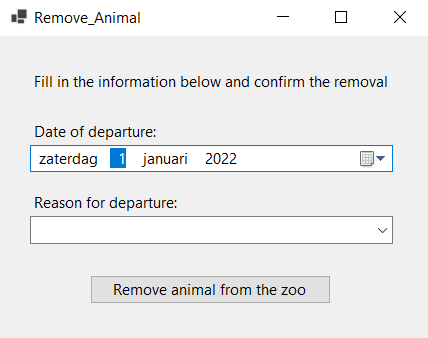 Remove_Animal
Fill in the information below and confirm the removal
Date of departure:
zaterdag 1 januari 2022
Reason for departure:
Remove animal from the zoo